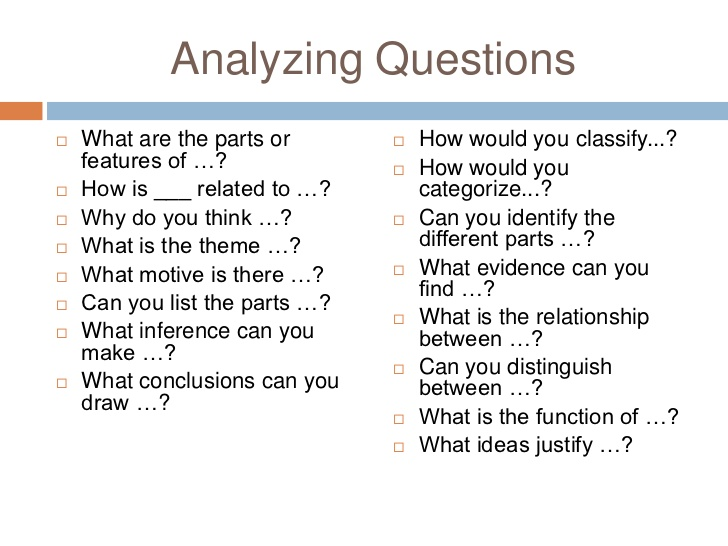 Analyzing Questions
What are the parts or
features of …?
How is ___ related to …?
Why do you think …?
What is the theme …?
What motive is there …?
Can you list the parts …?
What inference can you
make …?
What conclusions can you
draw …?
How would you classify...?
How would you
categorize...?
Can you identify the
different parts …?
What evidence can you
find …?
What is the relationship
between …?
Can you distinguish
between …?
What is the function of …?
What ideas justify …?